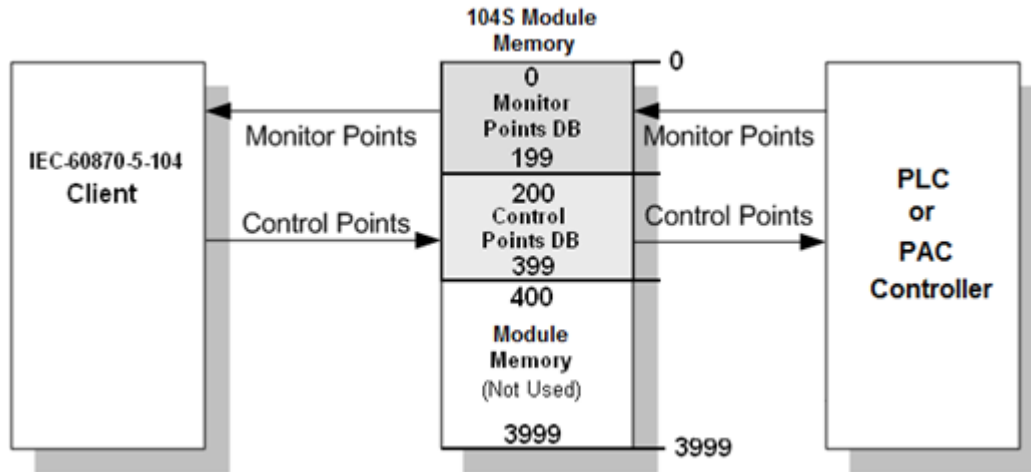 104S Module
Memory
0
0
Monitor
Points DB
199
Monitor Points
Monitor Points
IEC-60870-5-104
Client
PLC
or
PAC
Controller
200
Control
Points DB
399
Control Points
Control Points
400
Module
Memory
(Not Used)
3999
3999